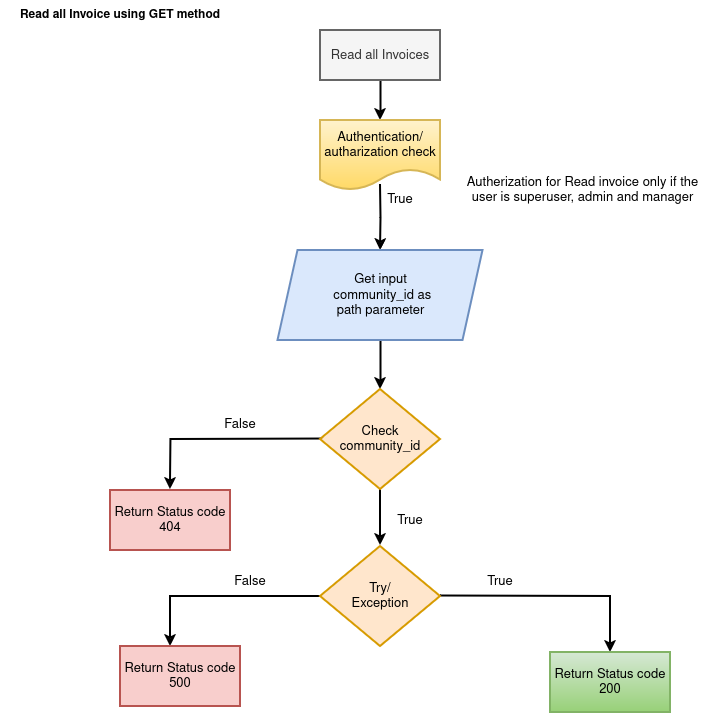 Read all Invoice using GET method
Read all Invoices
Authentication/
autharization check
True
Autherization for Read invoice only if the
user is superuser, admin and manager
Get input
community_id as
path parameter
False
Check
community_id
Return Status code
404
True
False
Try/
Exception
True
Return Status code
500
Return Status code
200